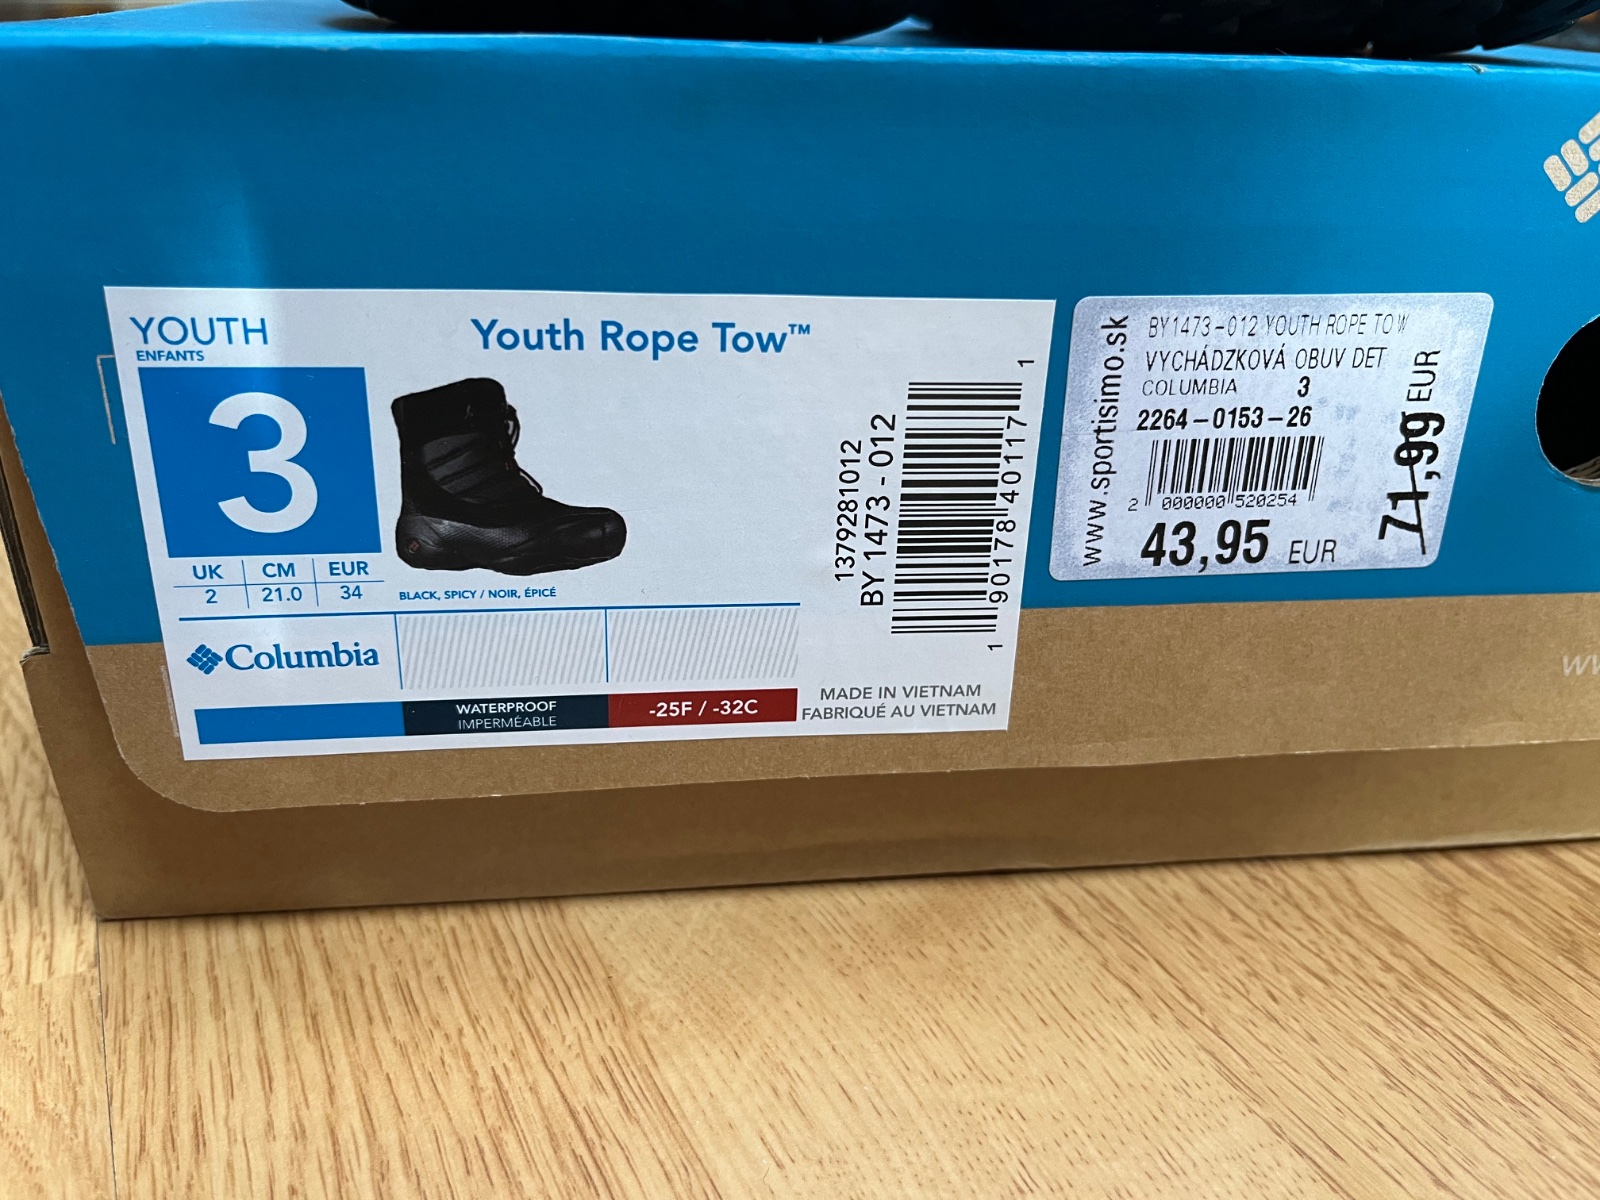 YOUTH
ENFANTS
3
Youth Rope Tow™
UK CM EUR
2 21.0 34
BLACK, SPICY / NOIR, ÉPICÉ
Columbia
WATERPROOF
IMPERMÉABLE
-25F / -32C
1379281012
BY 1473 - 012
1 90178 40117 1
MADE IN VIETNAM
FABRIQUÉ AU VIETNAM
www.sportisimo.sk
BY1473-012 YOUTH ROPE TOW
VYCHÁDZKOVÁ OBUV DET
COLUMBIA 3
2264-0153-26
2 000000 520254
43,95 EUR
71,99 EUR